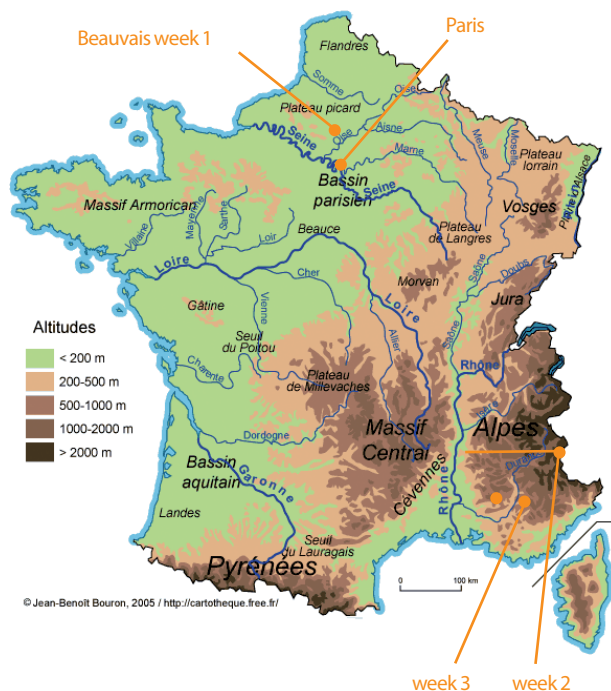 Beauvais week 1
Paris
Flandres
Somme
Oise
Plateau picard
Oise
Aisne
Seine
Marne
Meuse
Moselle
Plateau
lorrain
Plaine d'Alsace
Bassin
parisien
Seine
Vosges
Massif Armorican
Mayenne
Sarthe
Loir
Beauce
Plateau
de Langres
Villaine
Loire
Cher
Morvan
Saône
Doubs
Loire
Jura
Gâtine
Vienne
Allier
Saône
Altitudes
< 200 m
200-500 m
500-1000 m
1000-2000 m
> 2000 m
Seuil
du Poitou
Charente
Plateau
de Millevaches
Rhône
Isère
Alpes
Massif
Central
Dordogne
Durance
Bassin
aquitain
Garonne
Cévennes
Rhône
Landes
Seuil
du Lauragais
Pyrénées
0
100 km
© Jean-Benoît Bouron, 2005 / http://cartotheque.free.fr/
week 3
week 2